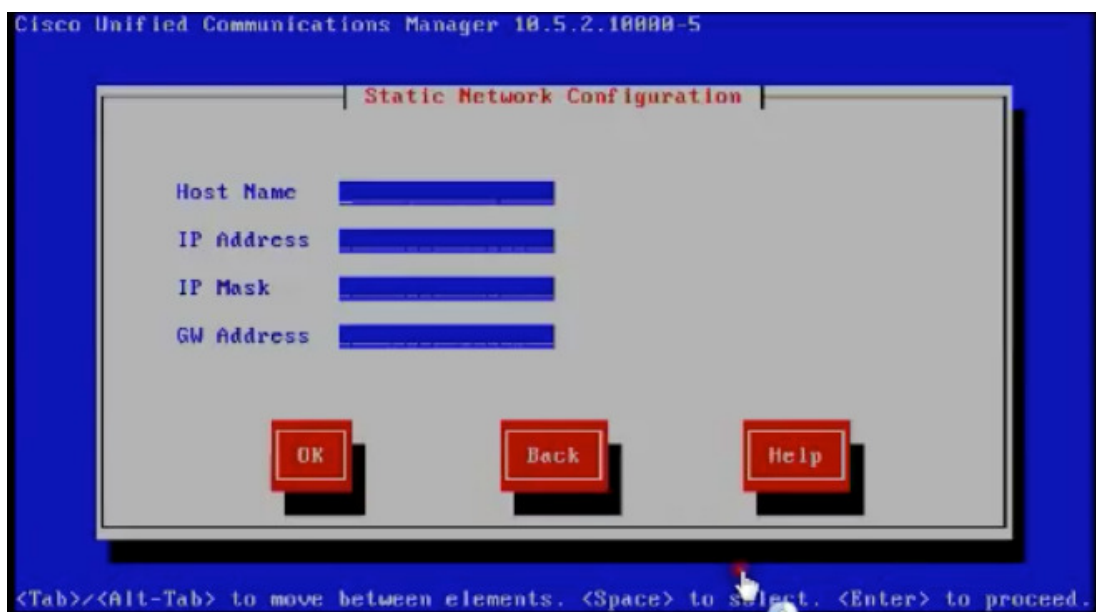 Cisco Unified Communications Manager 10.5.2.10000-5
Static Network Configuration
Host Name
IP Address
IP Mask
GW Address
OK Back Help
<Tab>/<Alt-Tab> to move between elements. <Space> to select. <Enter> to proceed.